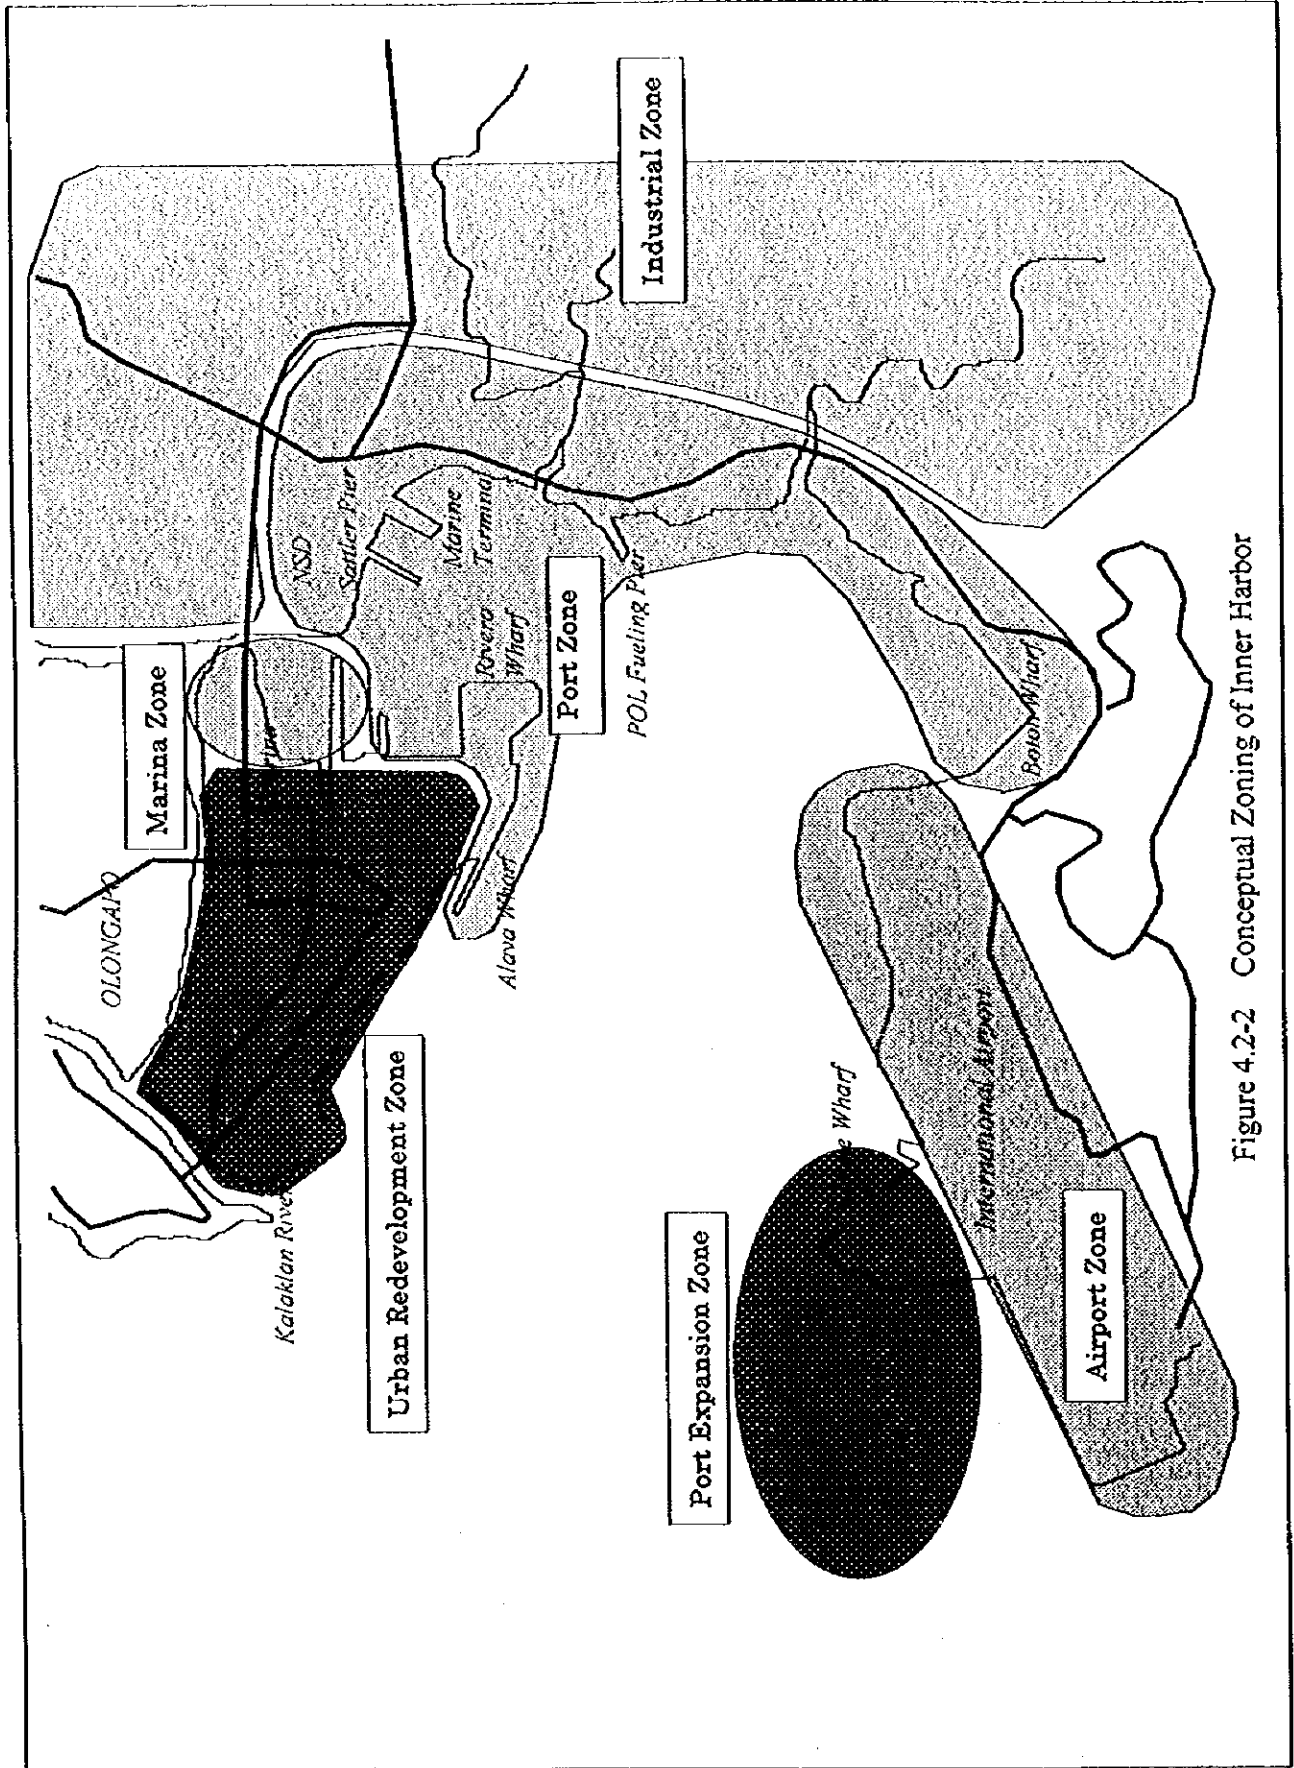 OLONGAPO
Marina Zone
Kalaklan River
Urban Redevelopment Zone
NSD
Sattler Pier
Marine
Terminal
Rivera
Wharf
Alava Wharf
Port Zone
POL Fueling Pier
Industrial Zone
Port Expansion Zone
Wharf
International Airport
Wharf
Airport Zone
Figure 4.2-2 Conceptual Zoning of Inner Harbor